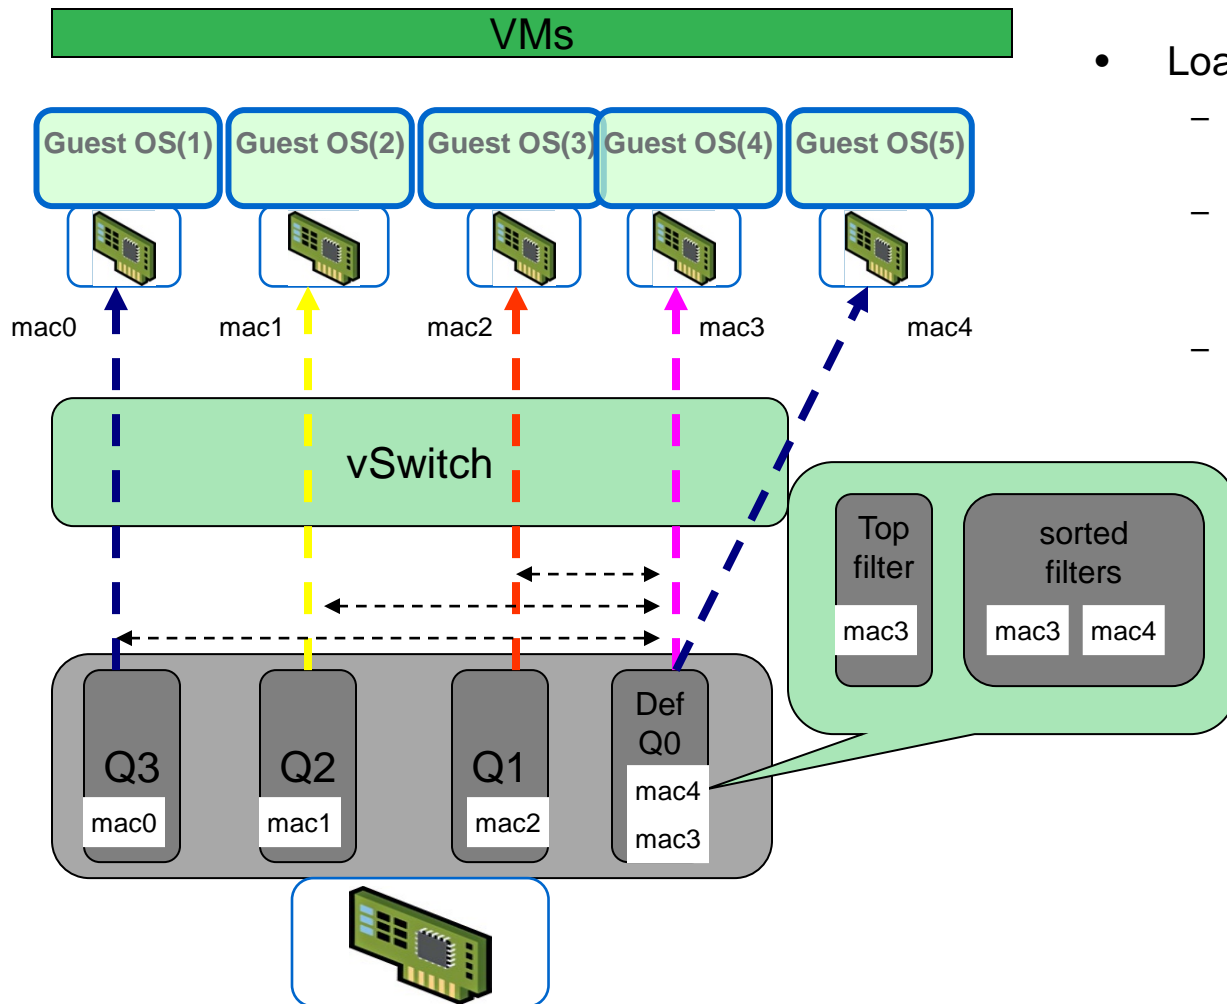 VMs
• Loa
–
–
–
Guest OS(1) Guest OS(2) Guest OS(3) Guest OS(4) Guest OS(5)
mac0 mac1 mac2 mac3 mac4
vSwitch
Top
filter
mac3
sorted
filters
mac3 mac4
Q3
mac0
Q2
mac1
Q1
mac2
Def
Q0
mac4
mac3